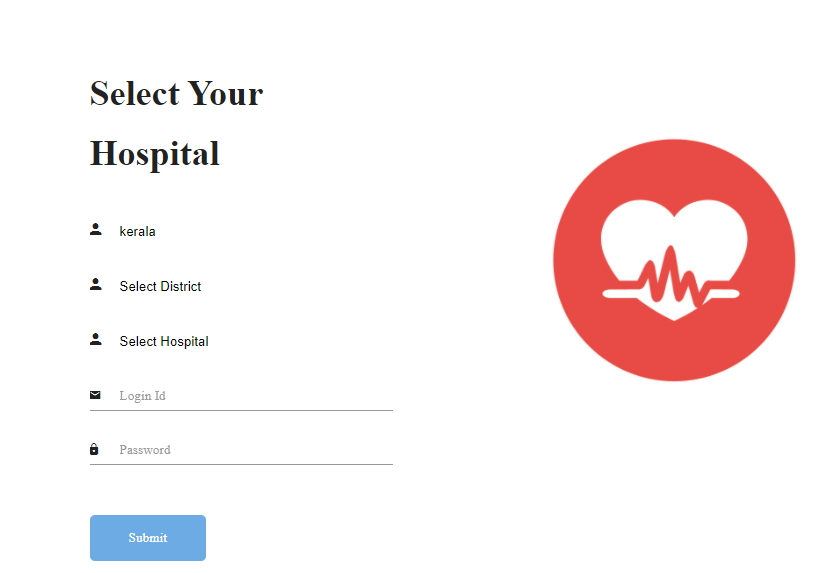 Select Your
Hospital
kerala
Select District
Select Hospital
Login Id
Password
Submit